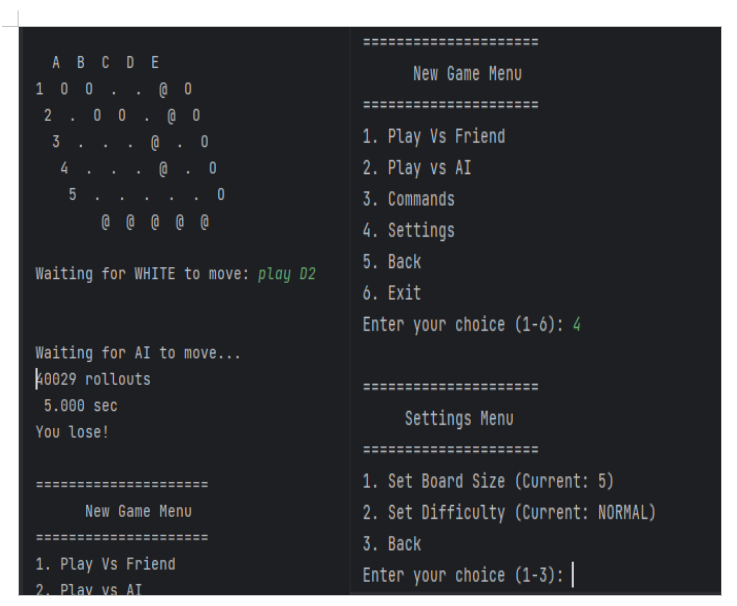 A B C D E
1 O O . . @ O
2 . O O . @ O
3 . . . @ . O
4 . . . @ . O
5 . . . . . O
@ @ @ @ @
Waiting for WHITE to move: play D2
Waiting for AI to move...
40029 rollouts
5.000 sec
You lose!
=====================
New Game Menu
=====================
1. Play Vs Friend
2. Play vs AI
=====================
New Game Menu
=====================
1. Play Vs Friend
2. Play vs AI
3. Commands
4. Settings
5. Back
6. Exit
Enter your choice (1-6): 4
=====================
Settings Menu
=====================
1. Set Board Size (Current: 5)
2. Set Difficulty (Current: NORMAL)
3. Back
Enter your choice (1-3):